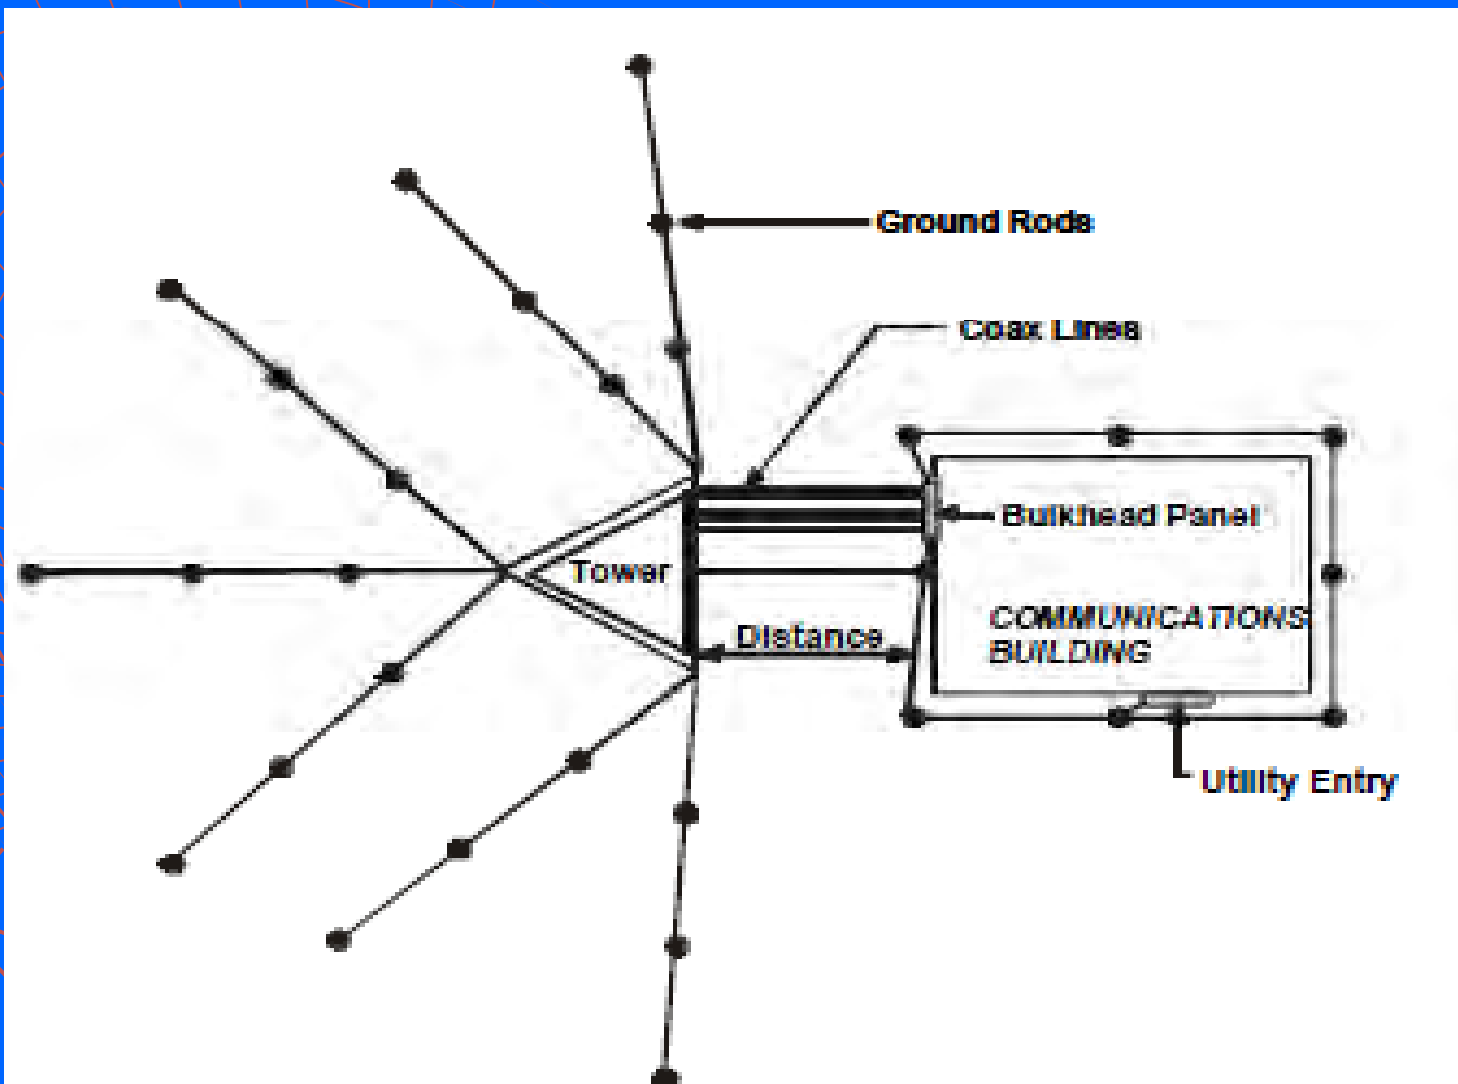 Ground Rods
Coax Lines
Bulkhead Panel
Tower
COMMUNICATIONS
BUILDING
Distance
Utility Entry